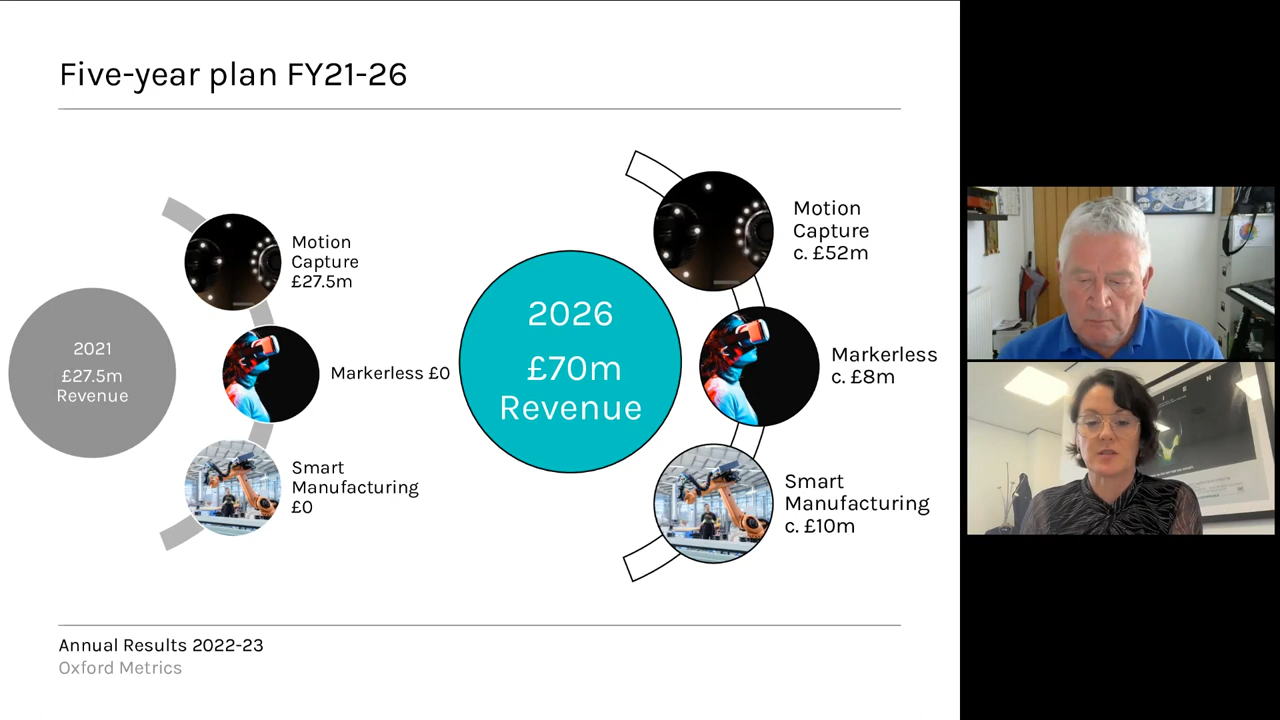 Five-year plan FY21-26
2021
£27.5m
Revenue
Motion
Capture
£27.5m
Markerless £0
Smart
Manufacturing
£0
2026
£70m
Revenue
Motion
Capture
c. £52m
Markerless
c. £8m
Smart
Manufacturing
c. £10m
Annual Results 2022-23
Oxford Metrics